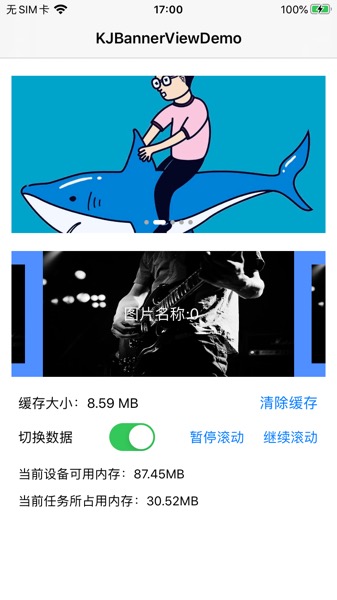 无SIM卡 17:00 100%
KJBannerViewDemo
图片名称:0
缓存大小：8.59 MB 清除缓存
切换数据 暂停滚动 继续滚动
当前设备可用内存：87.45MB
当前任务所占用内存：30.52MB